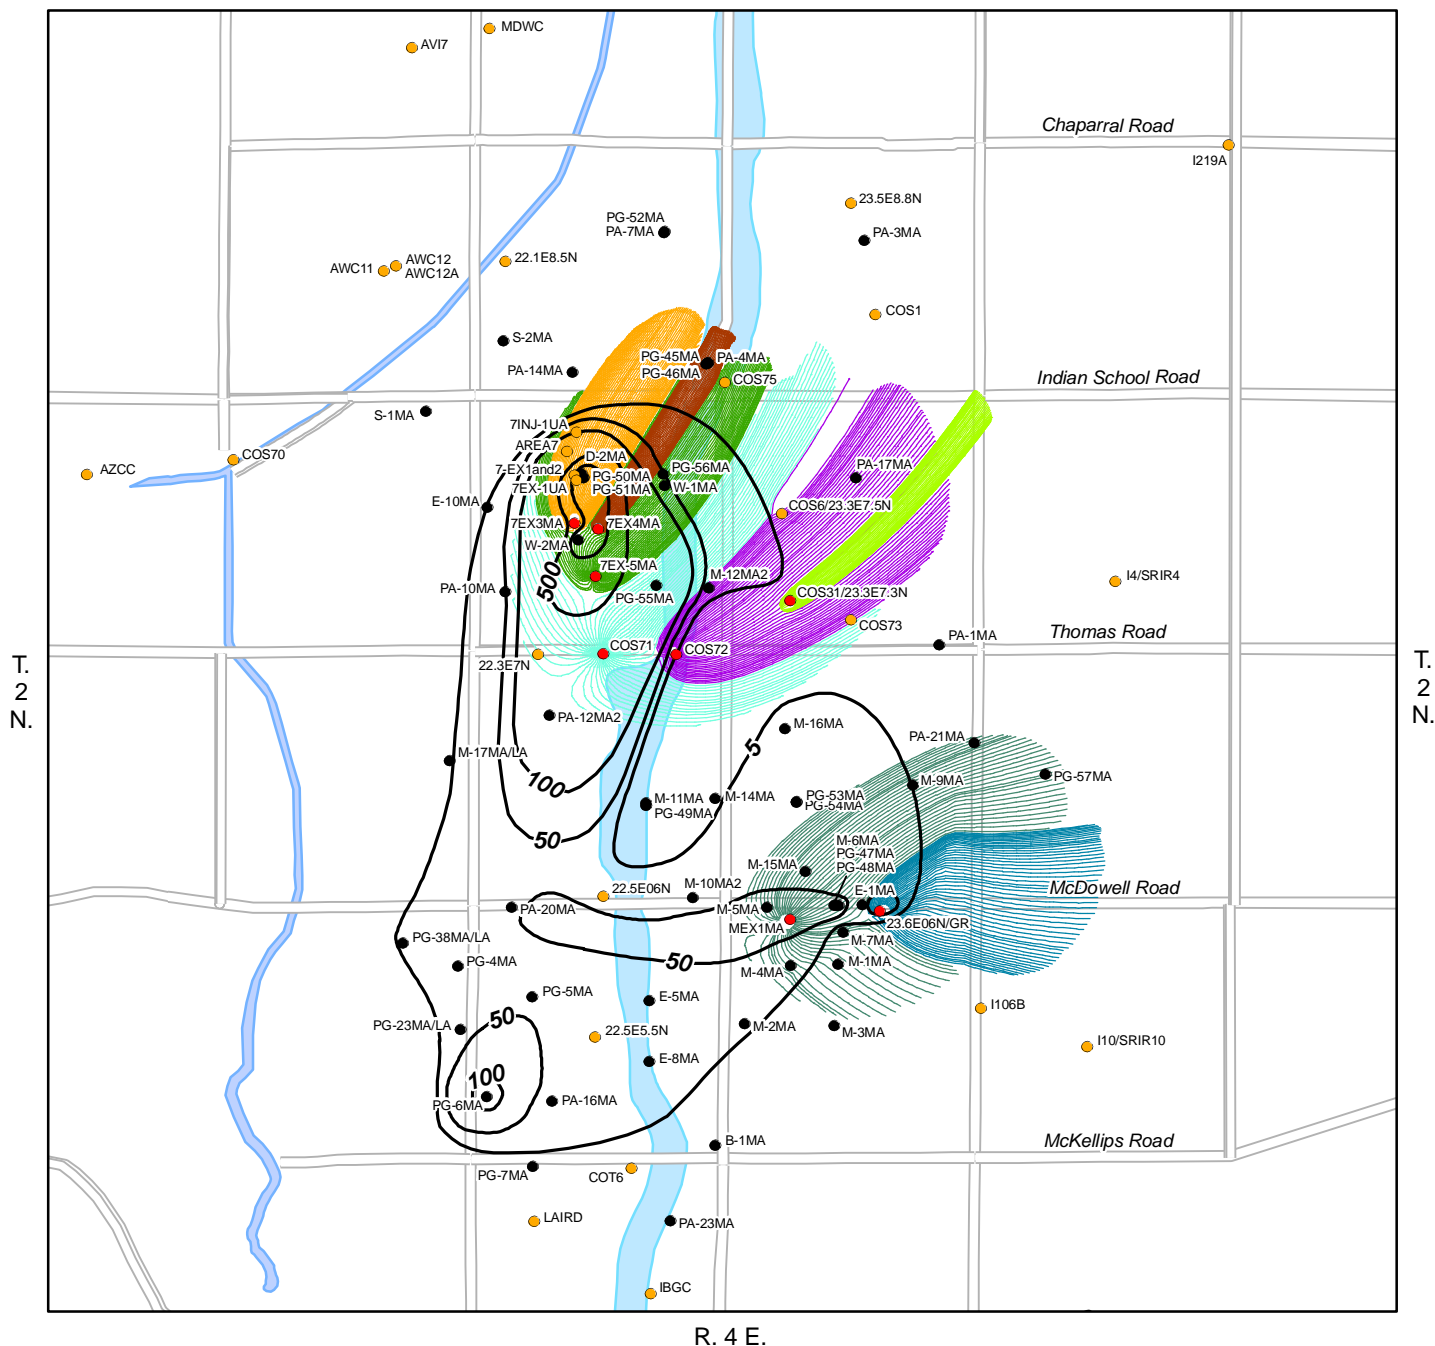 MDWC
AVI7
Chaparral Road
I219A
23.5E8.8N
PG-52MA
PA-7MA
PA-3MA
AWC11
AWC12
AWC12A
22.1E8.5N
COS1
S-2MA
PG-45MA
PA-4MA
PG-46MA
PA-14MA
COS75
Indian School Road
S-1MA
7INJ-1UA
AREA7
D-2MA
COS70
AZCC
7-EX1and2
PG-50MA
7EX-1UA
PG-51MA
PG-56MA
W-1MA
PA-17MA
E-10MA
COS6/23.3E7.5N
7EX3MA
7EX4MA
W-2MA
7EX-5MA
500
PA-10MA
PG-55MA
M-12MA2
I4/SRIR4
COS31/23.3E7.3N
COS73
PA-1MA
Thomas Road
COS71
COS72
22.3E7N
T.
2
N.
T.
2
N.
PA-12MA2
M-16MA
5
PA-21MA
M-17MA/LA
PG-57MA
100
M-9MA
M-11MA
PG-49MA
M-14MA
PG-53MA
PG-54MA
50
M-6MA
PG-47MA
PG-48MA
M-15MA
22.5E06N
M-10MA2
E-1MA
McDowell Road
PA-20MA
M-5MA
MEX1MA
23.6E06N/GR
M-7MA
PG-38MA/LA
PG-4MA
50
M-4MA
M-1MA
PG-5MA
E-5MA
I106B
50
PG-23MA/LA
22.5E5.5N
M-2MA
M-3MA
I10/SRIR10
E-8MA
100
PG-6MA
PA-16MA
B-1MA
McKellips Road
PG-7MA
COT6
LAIRD
PA-23MA
IBGC
R. 4 E.